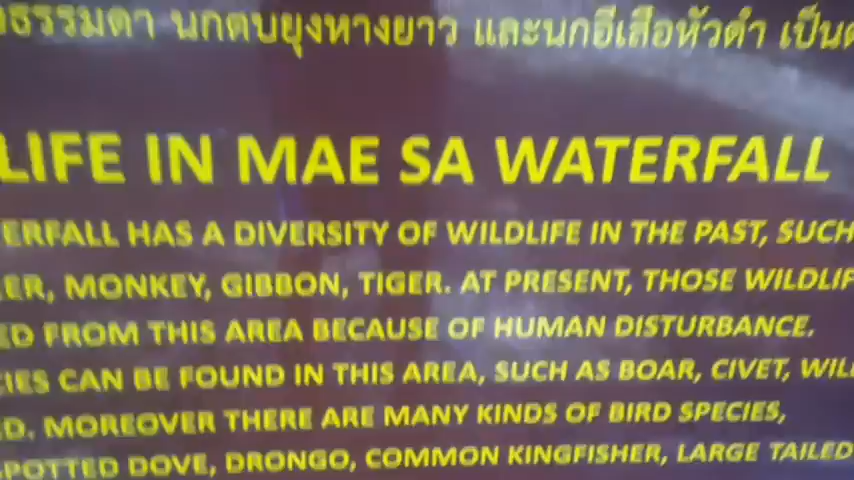 ธรรมดา นกตบยุงหางยาว และนกอีเสือหัวดำ เป็นต
LIFE IN MAE SA WATERFALL
ERFALL HAS A DIVERSITY OF WILDLIFE IN THE PAST, SUCH
ER, MONKEY, GIBBON, TIGER. AT PRESENT, THOSE WILDLIF
ED FROM THIS AREA BECAUSE OF HUMAN DISTURBANCE.
IES CAN BE FOUND IN THIS AREA, SUCH AS BOAR, CIVET, WIL
D. MOREOVER THERE ARE MANY KINDS OF BIRD SPECIES,
SPOTTED DOVE, DRONGO, COMMON KINGFISHER, LARGE TAILED